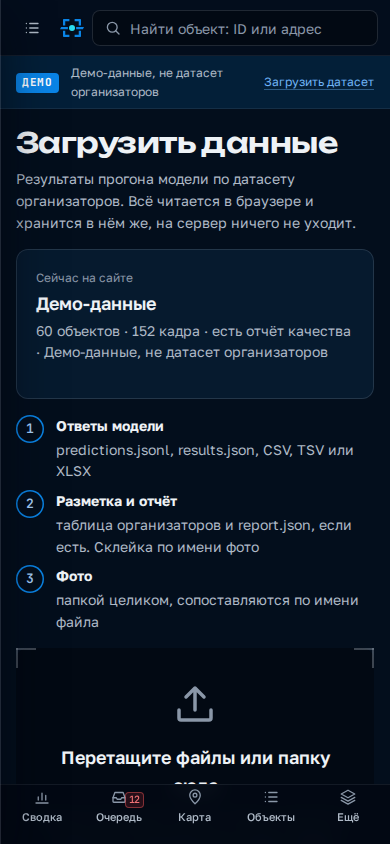 Найти объект: ID или адрес
ДЕМО
Демо-данные, не датасет
организаторов
Загрузить датасет
Загрузить данные
Результаты прогона модели по датасету
организаторов. Всё читается в браузере и
хранится в нём же, на сервер ничего не уходит.
Сейчас на сайте
Демо-данные
60 объектов · 152 кадра · есть отчёт качества
· Демо-данные, не датасет организаторов
1
Ответы модели
predictions.jsonl, results.json, CSV, TSV или
XLSX
2
Разметка и отчёт
таблица организаторов и report.json, если
есть. Склейка по имени фото
3
Фото
папкой целиком, сопоставляются по имени
файла
Перетащите файлы или папку
12
Сводка
Очередь
Карта
Объекты
Ещё